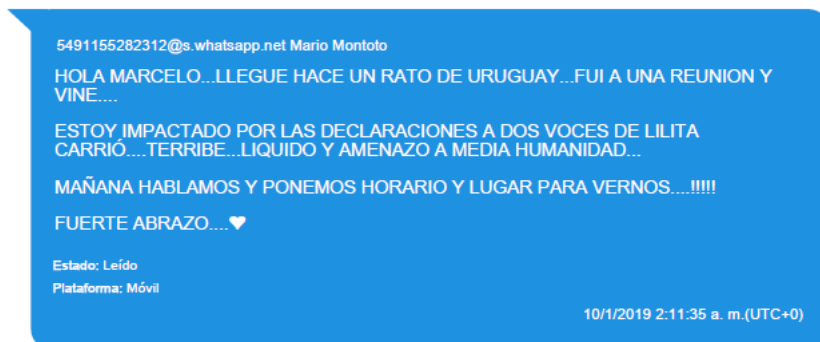 5491155282312@s.whatsapp.net Mario Montoto
HOLA MARCELO...LLEGUE HACE UN RATO DE URUGUAY...FUI A UNA REUNION Y
VINE....
ESTOY IMPACTADO POR LAS DECLARACIONES A DOS VOCES DE LILITA
CARRIÓ....TERRIBE...LIQUIDO Y AMENAZO A MEDIA HUMANIDAD...
MAÑANA HABLAMOS Y PONEMOS HORARIO Y LUGAR PARA VERNOS....!!!!!
FUERTE ABRAZO....♥
Estado: Leído
Plataforma: Móvil
10/1/2019 2:11:35 a. m.(UTC+0)